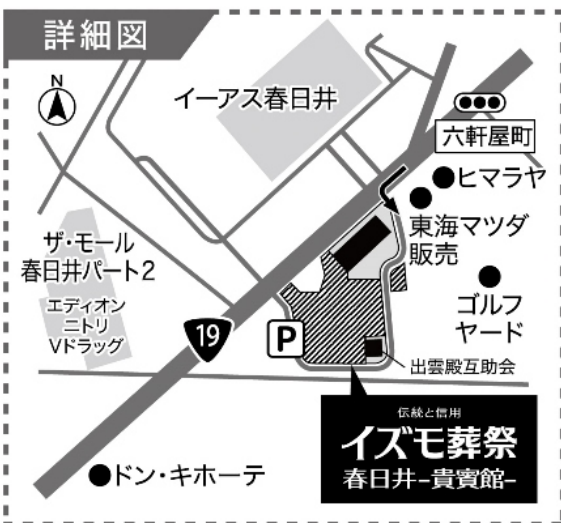 詳細図
N
イーアス春日井
六軒屋町
ヒマラヤ
東海マツダ
販売
ザ・モール
春日井パート2
エディオン
ニトリ
Vドラッグ
ゴルフ
ヤード
19
P
出雲殿互助会
伝統と信用
イズモ葬祭
春日井-貴賓館-
ドン・キホーテ